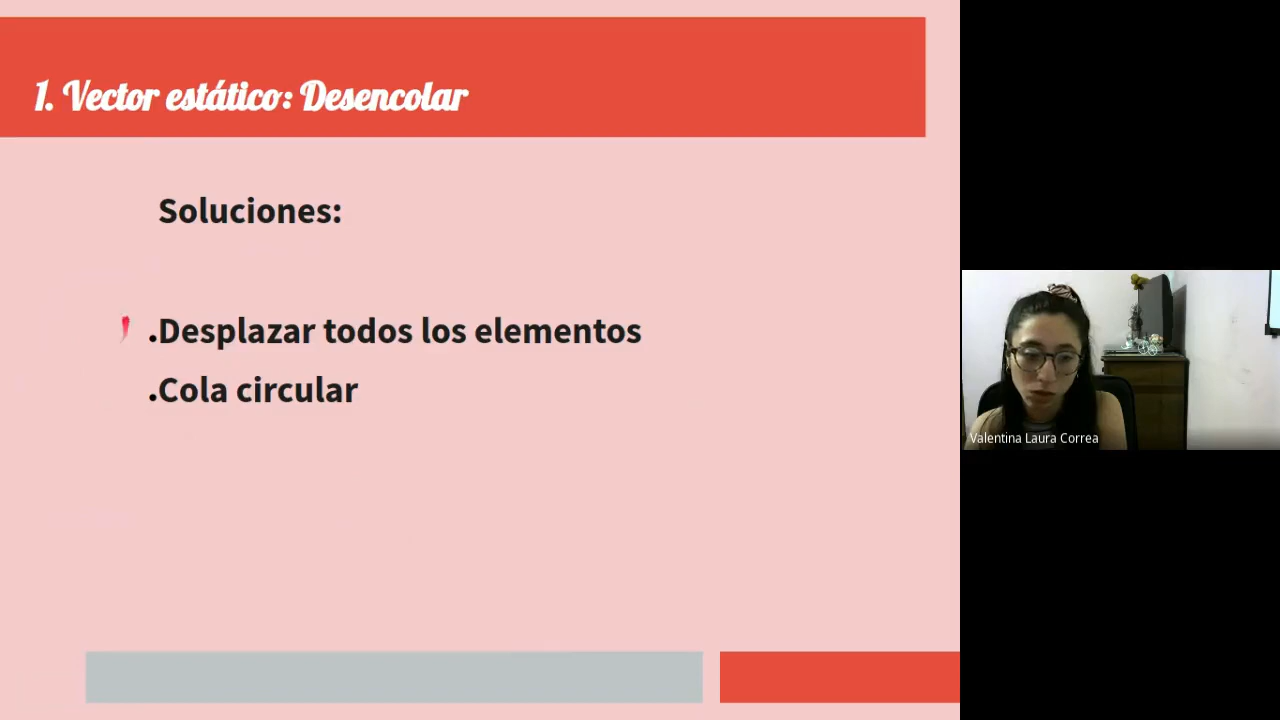 1. Vector estático: Desencolar
Soluciones:
.Desplazar todos los elementos
.Cola circular
Valentina Laura Correa